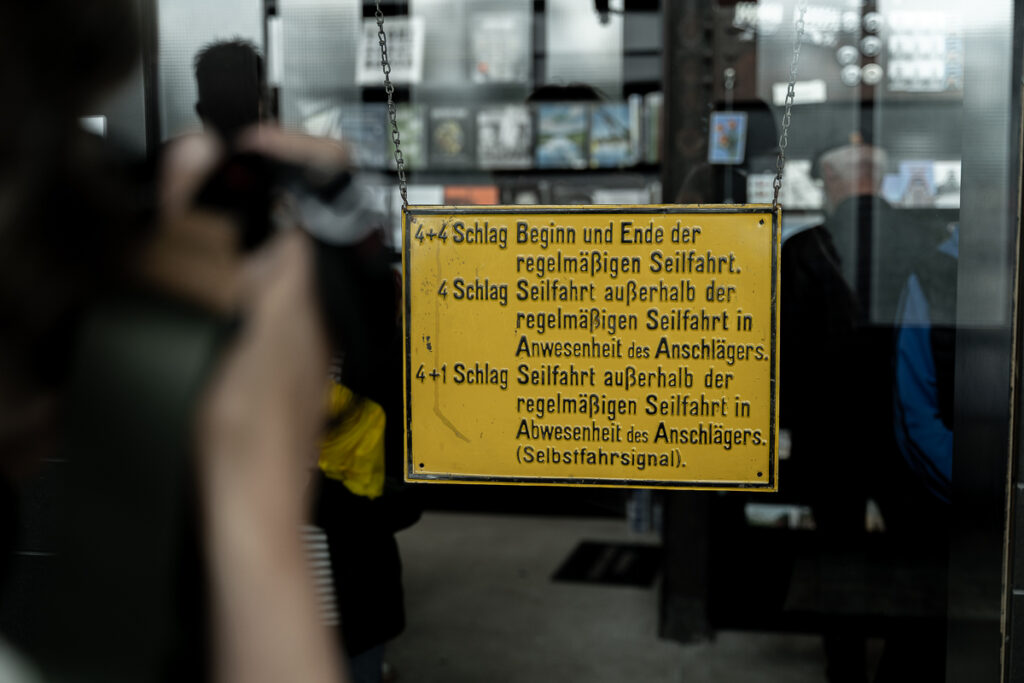 4+4 Schlag Beginn und Ende der
regelmäßigen Seilfahrt.
4 Schlag Seilfahrt außerhalb der
regelmäßigen Seilfahrt in
Anwesenheit des Anschlägers.
4+1 Schlag Seilfahrt außerhalb der
regelmäßigen Seilfahrt in
Abwesenheit des Anschlägers.
(Selbstfahrsignal).